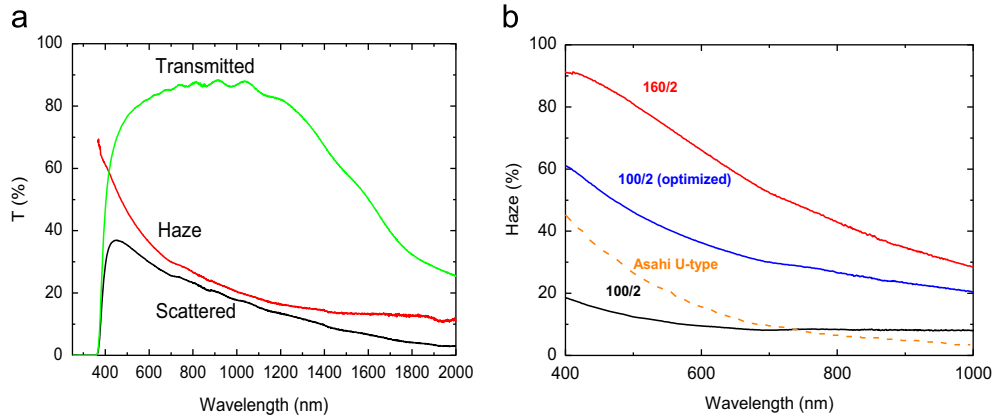 a
100
80
60
40
20
0
T (%)
Transmitted
Haze
Scattered
400 600 800 1000 1200 1400 1600 1800 2000
Wavelength (nm)
b
100
80
60
40
20
0
Haze (%)
160/2
100/2 (optimized)
Asahi U-type
100/2
400 600 800 1000
Wavelength (nm)